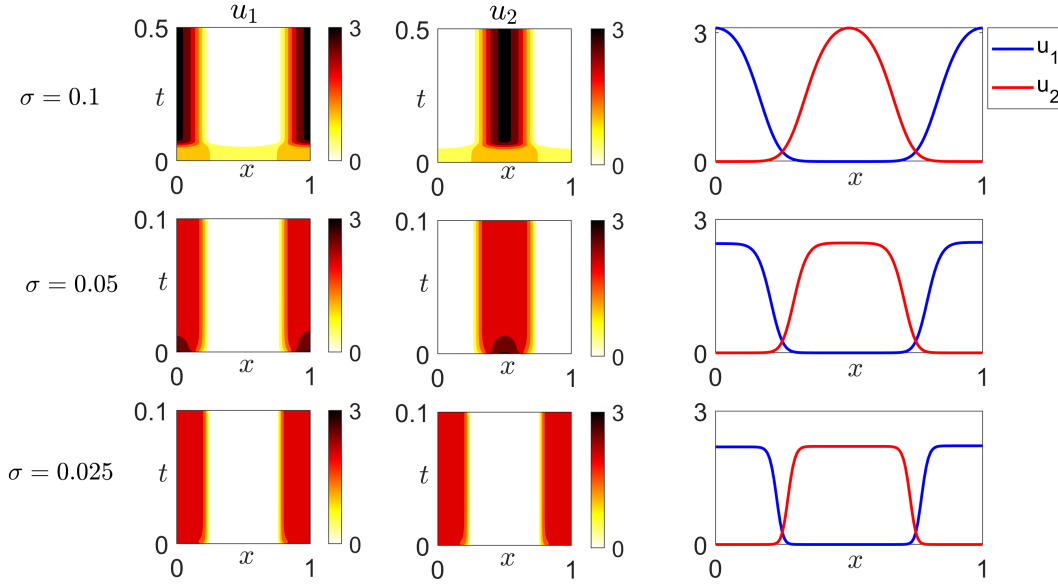 u₁ u₂
σ = 0.1
0.5 t 0 0 x 1 3 0
0.5 t 0 0 x 1 3 0
3 0 0 x 1
u₁
u₂
σ = 0.05
0.1 t 0 0 x 1 3 0
0.1 t 0 0 x 1 3 0
3 0 0 x 1
σ = 0.025
0.1 t 0 0 x 1 3 0
0.1 t 0 0 x 1 3 0
3 0 0 x 1